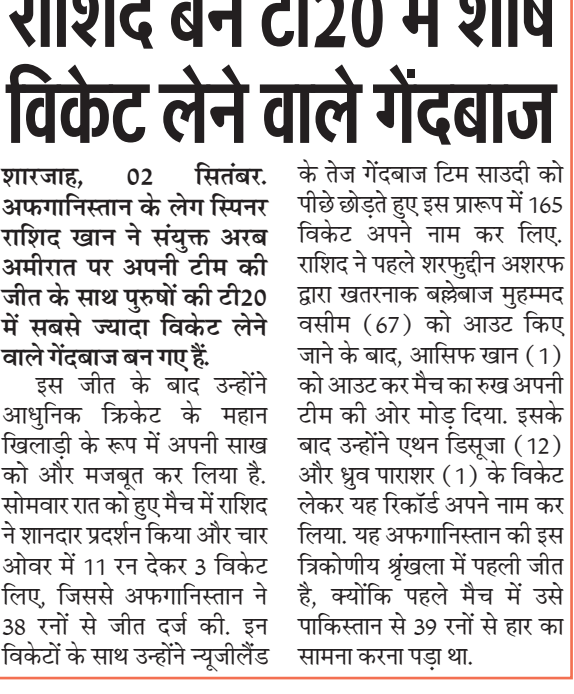 राशिद बने टी20 में शीर्ष
विकेट लेने वाले गेंदबाज
शारजाह, 02 सितंबर.
अफगानिस्तान के लेग स्पिनर
राशिद खान ने संयुक्त अरब
अमीरात पर अपनी टीम की
जीत के साथ पुरुषों की टी20
में सबसे ज्यादा विकेट लेने
वाले गेंदबाज बन गए हैं.
इस जीत के बाद उन्होंने
आधुनिक क्रिकेट के महान
खिलाड़ी के रूप में अपनी साख
को और मजबूत कर लिया है.
सोमवार रात को हुए मैच में राशिद
ने शानदार प्रदर्शन किया और चार
ओवर में 11 रन देकर 3 विकेट
लिए, जिससे अफगानिस्तान ने
38 रनों से जीत दर्ज की. इन
विकेटों के साथ उन्होंने न्यूजीलैंड
के तेज गेंदबाज टिम साउदी को
पीछे छोड़ते हुए इस प्रारूप में 165
विकेट अपने नाम कर लिए.
राशिद ने पहले शरफुद्दीन अशरफ
द्वारा खतरनाक बल्लेबाज मुहम्मद
वसीम (67) को आउट किए
जाने के बाद, आसिफ खान (1)
को आउट कर मैच का रुख अपनी
टीम की ओर मोड़ दिया. इसके
बाद उन्होंने एथन डिसूजा (12)
और ध्रुव पाराशर (1) के विकेट
लेकर यह रिकॉर्ड अपने नाम कर
लिया. यह अफगानिस्तान की इस
त्रिकोणीय श्रृंखला में पहली जीत
है, क्योंकि पहले मैच में उसे
पाकिस्तान से 39 रनों से हार का
सामना करना पड़ा था.